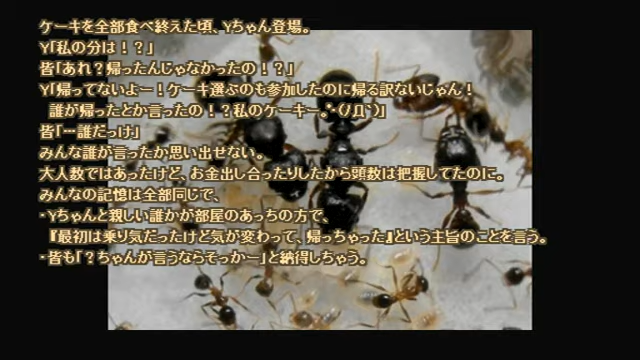 ケーキを全部食べ終えた頃、Yちゃん登場。
Y「私の分は！？」
皆「あれ？帰ったんじゃなかったの！？」
Y「帰ってないよー！ケーキ選ぶのも参加したのに帰る訳ないじゃん！
誰が帰ったとか言ったの！？私のケーキー。゚・(ﾉД`)」
皆「…誰だっけ」
みんな誰が言ったか思い出せない。
大人数ではあったけど、お金出し合ったりしたから頭数は把握してたのに。
みんなの記憶は全部同じで、
・Yちゃんと親しい誰かが部屋のあっちの方で、
『最初は乗り気だったけど気が変わって、帰っちゃった』という主旨のことを言う。
・皆も「？ちゃんが言うならそっかー」と納得しちゃう。